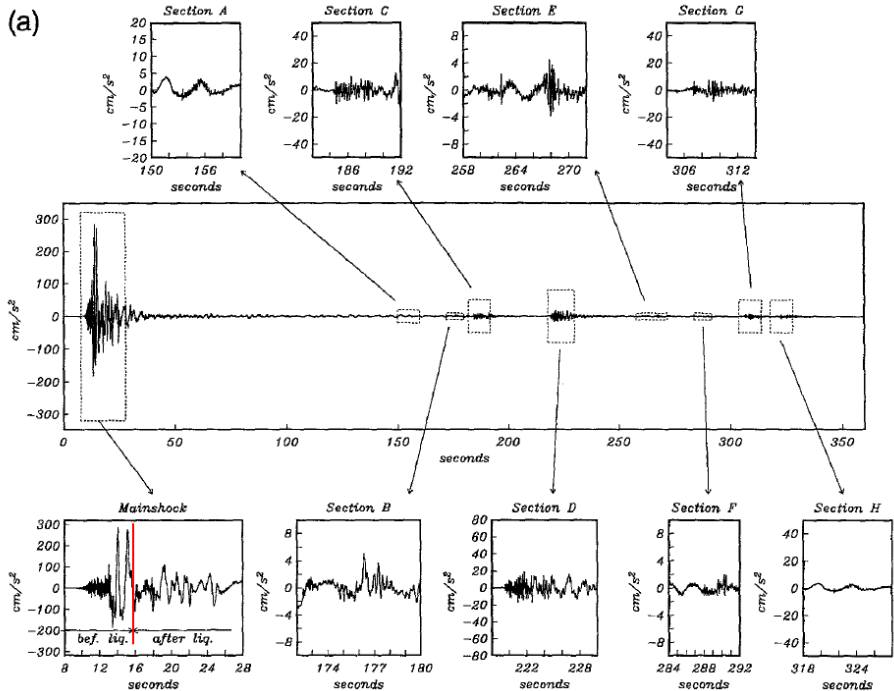 (a)
Section A
Section C
Section E
Section G
cm/s²
20
15
10
5
0
-5
-10
-15
-20
150 156
seconds
cm/s²
40
20
0
-20
-40
186 192
seconds
cm/s²
8
4
0
-4
-8
258 264 270
seconds
cm/s²
40
20
0
-20
-40
306 312
seconds
cm/s²
300
200
100
0
-100
-200
-300
0 50 100 150 200 250 300 350
seconds
Mainshock
Section B
Section D
Section F
Section H
cm/s²
300
200
100
0
-100
-200
-300
bef. liq. after liq.
8 12 16 20 24 28
seconds
cm/s²
8
4
0
-4
-8
174 177 180
seconds
cm/s²
80
60
40
20
0
-20
-40
-60
-80
222 228
seconds
cm/s²
8
4
0
-4
-8
284 288 292
seconds
cm/s²
40
20
0
-20
-40
318 324
seconds